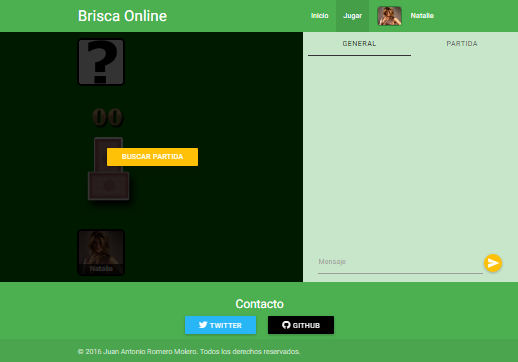 Brisca Online
Inicio
Jugar
Natalie
GENERAL
PARTIDA
?
00
BUSCAR PARTIDA
Natalie
Mensaje
Contacto
TWITTER
GITHUB
© 2016 Juan Antonio Romero Molero. Todos los derechos reservados.